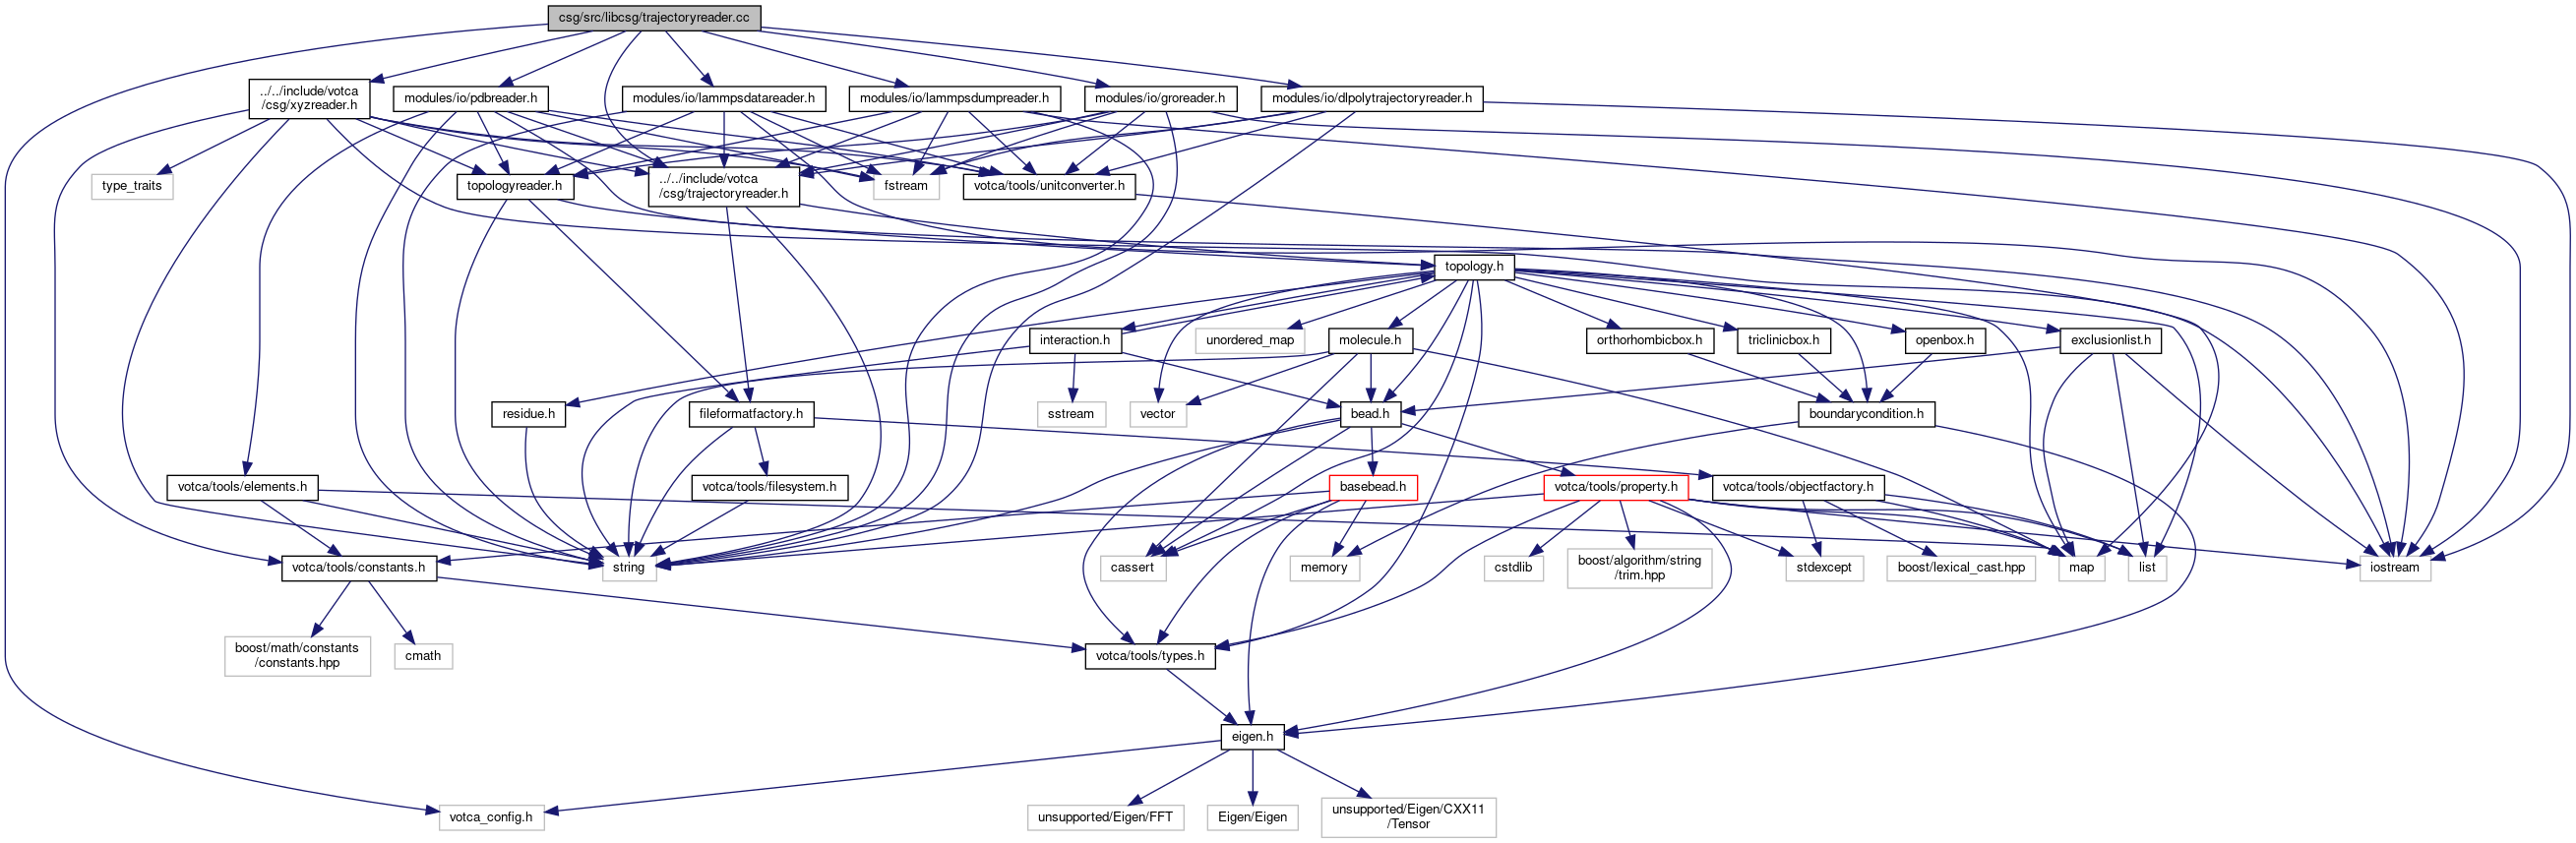 csg/src/libcsg/trajectoryreader.cc
../../include/votca
/csg/xyzreader.h
modules/io/pdbreader.h
modules/io/lammpsdatareader.h
modules/io/lammpsdumpreader.h
modules/io/groreader.h
modules/io/dlpolytrajectoryreader.h
type_traits
topologyreader.h
../../include/votca
/csg/trajectoryreader.h
fstream
votca/tools/unitconverter.h
topology.h
interaction.h
unordered_map
molecule.h
orthorhombicbox.h
triclinicbox.h
openbox.h
exclusionlist.h
residue.h
fileformatfactory.h
sstream
vector
bead.h
boundarycondition.h
votca/tools/elements.h
votca/tools/filesystem.h
basebead.h
votca/tools/property.h
votca/tools/objectfactory.h
votca/tools/constants.h
string
cassert
memory
cstdlib
boost/algorithm/string
/trim.hpp
stdexcept
boost/lexical_cast.hpp
map
list
iostream
boost/math/constants
/constants.hpp
cmath
votca/tools/types.h
eigen.h
votca_config.h
unsupported/Eigen/FFT
Eigen/Eigen
unsupported/Eigen/CXX11
/Tensor